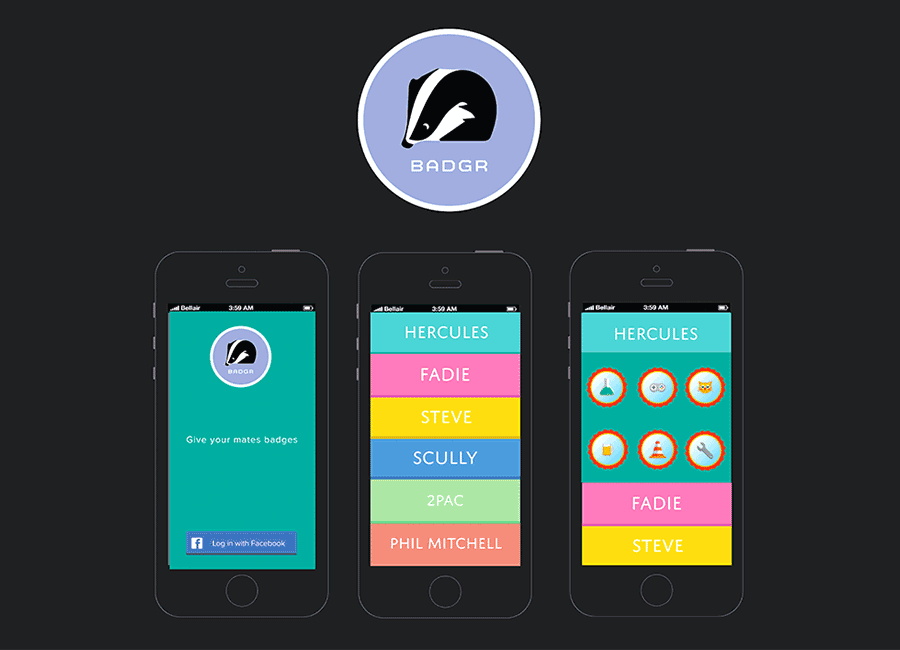 BADGR
Bellair 3:59 AM
BADGR
Give your mates badges
Log in with Facebook
Bellair 3:59 AM
HERCULES
FADIE
STEVE
SCULLY
2PAC
PHIL MITCHELL
Bellair 3:59 AM
HERCULES
FADIE
STEVE